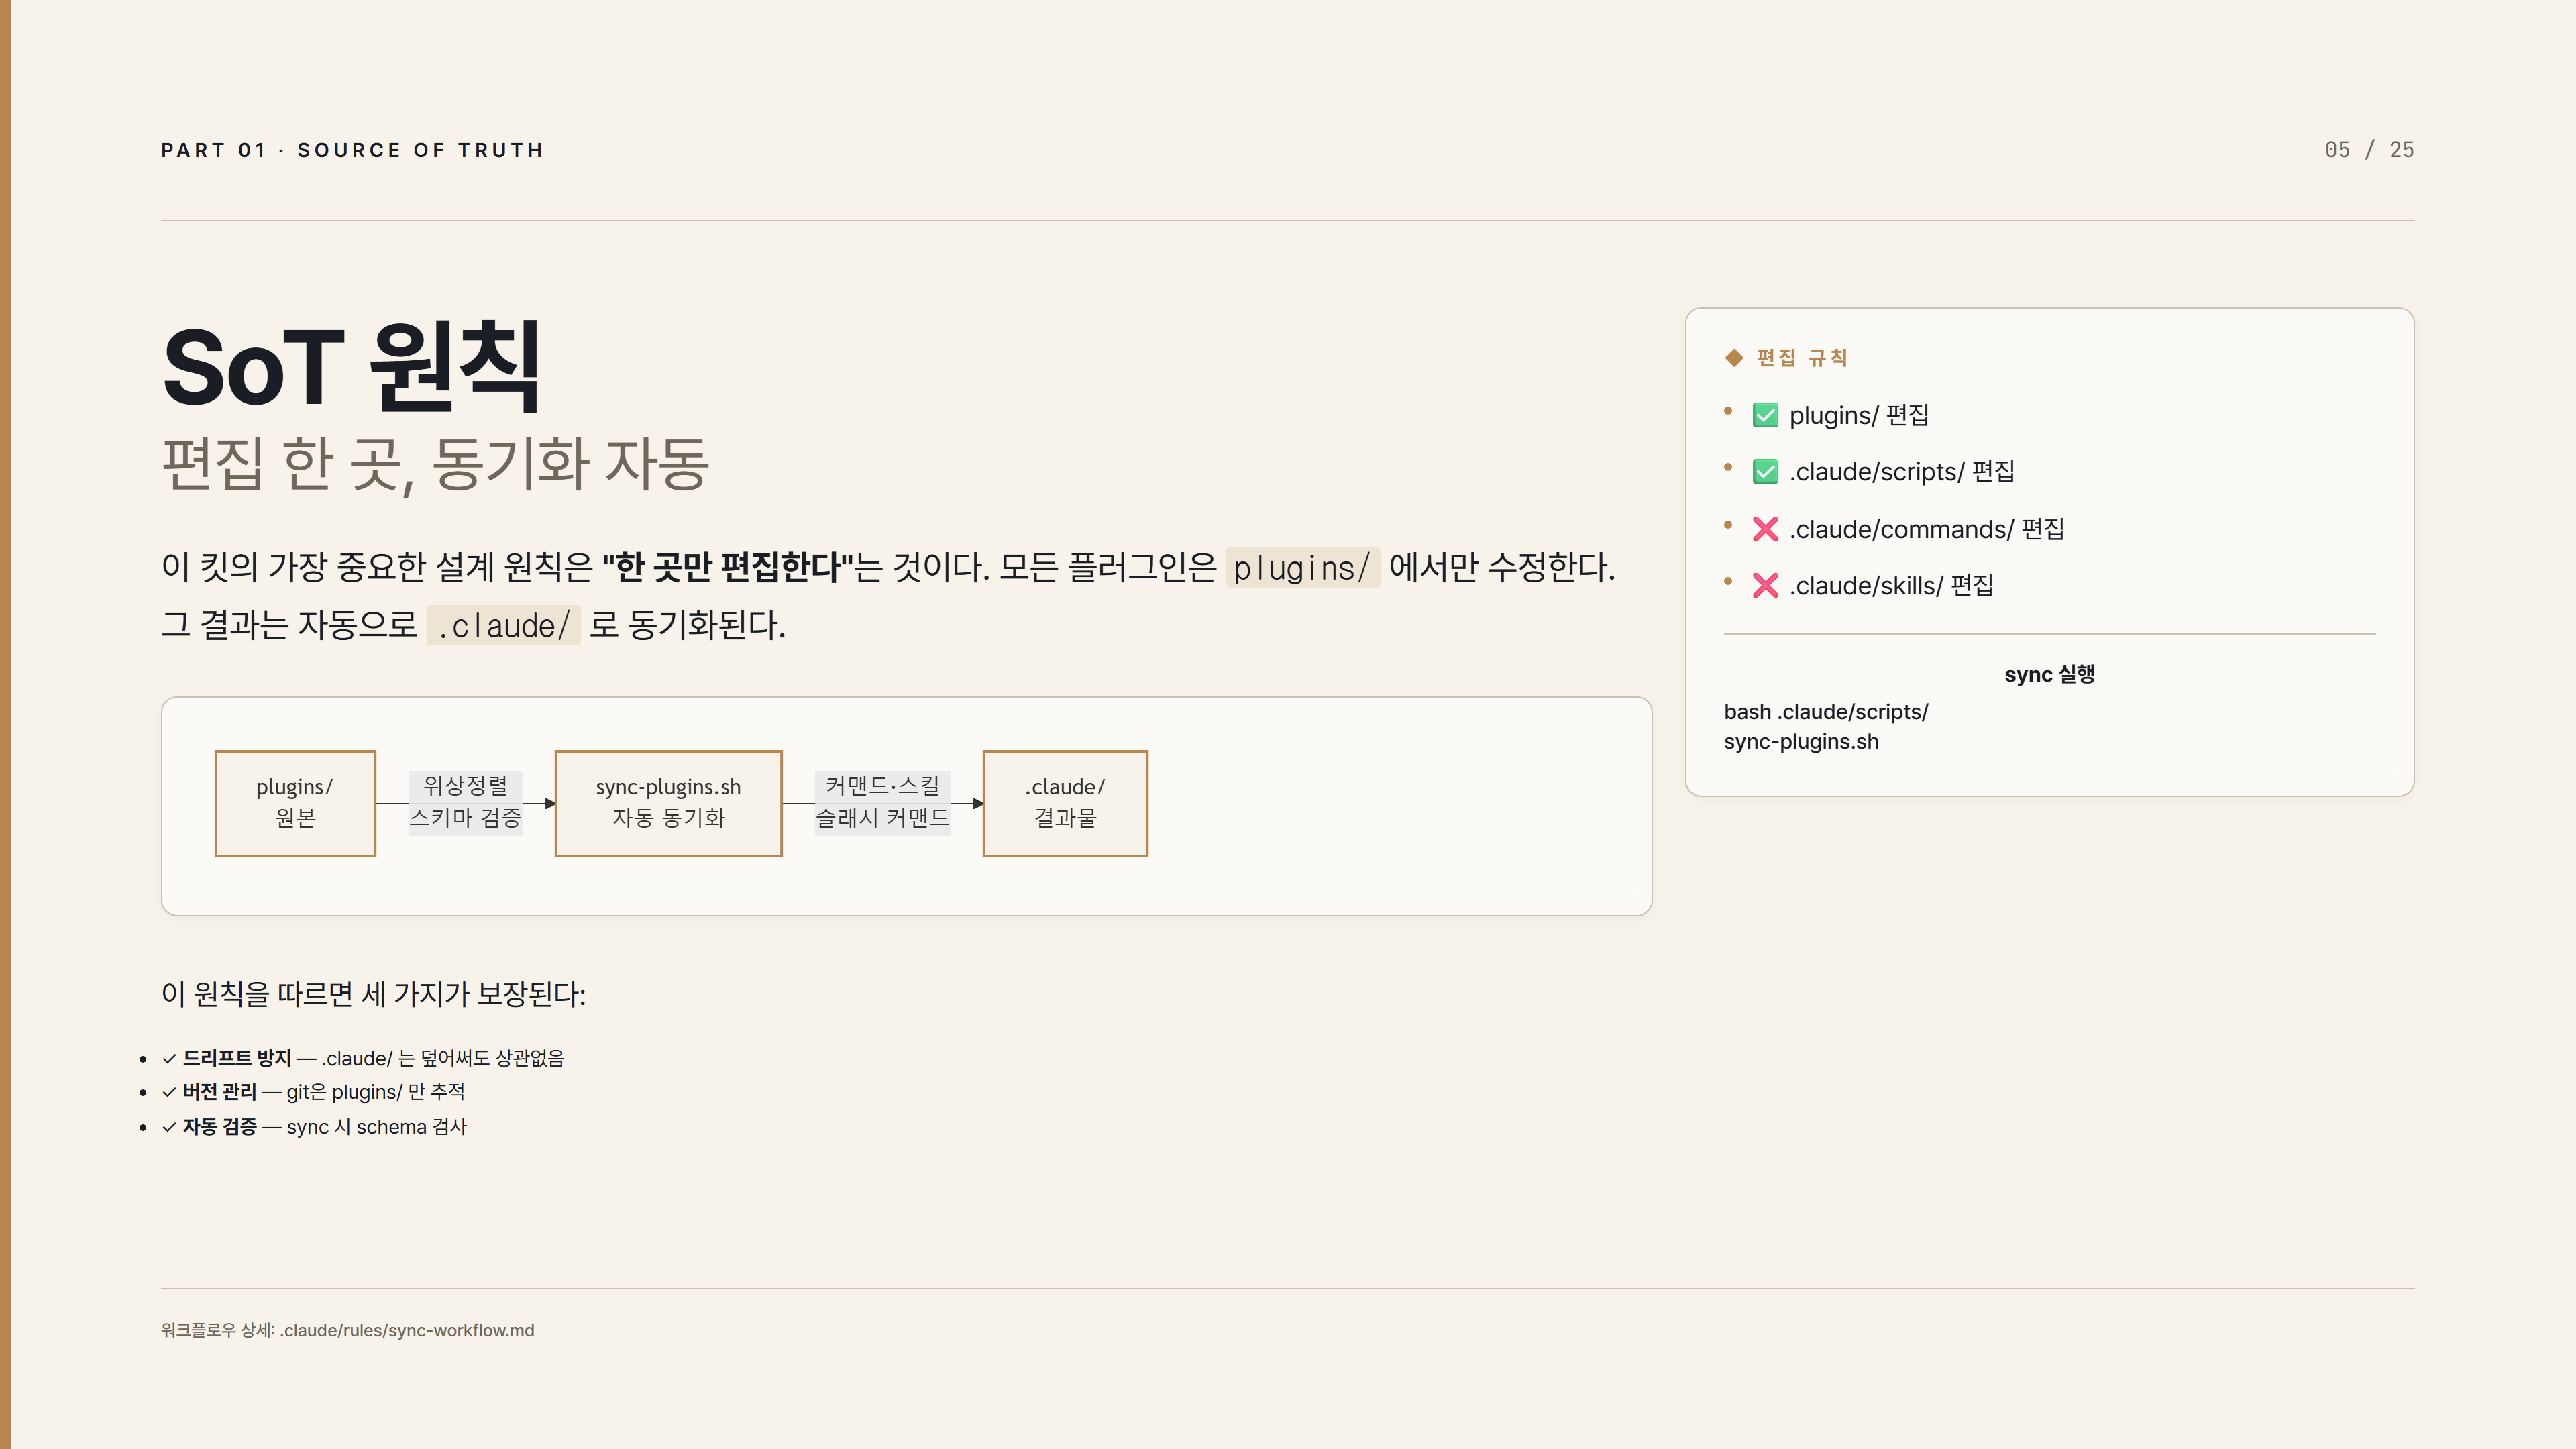 PART 01 · SOURCE OF TRUTH
05 / 25
SoT 원칙
편집 한 곳, 동기화 자동
이 킷의 가장 중요한 설계 원칙은 "한 곳만 편집한다"는 것이다. 모든 플러그인은 plugins/ 에서만 수정한다.
그 결과는 자동으로 .claude/ 로 동기화된다.
plugins/
원본
위상정렬
스키마 검증
sync-plugins.sh
자동 동기화
커맨드·스킬
슬래시 커맨드
.claude/
결과물
이 원칙을 따르면 세 가지가 보장된다:
• ✓ 드리프트 방지 — .claude/ 는 덮어써도 상관없음
• ✓ 버전 관리 — git은 plugins/ 만 추적
• ✓ 자동 검증 — sync 시 schema 검사
◆ 편집 규칙
• ✅ plugins/ 편집
• ✅ .claude/scripts/ 편집
• ❌ .claude/commands/ 편집
• ❌ .claude/skills/ 편집
sync 실행
bash .claude/scripts/
sync-plugins.sh
워크플로우 상세: .claude/rules/sync-workflow.md